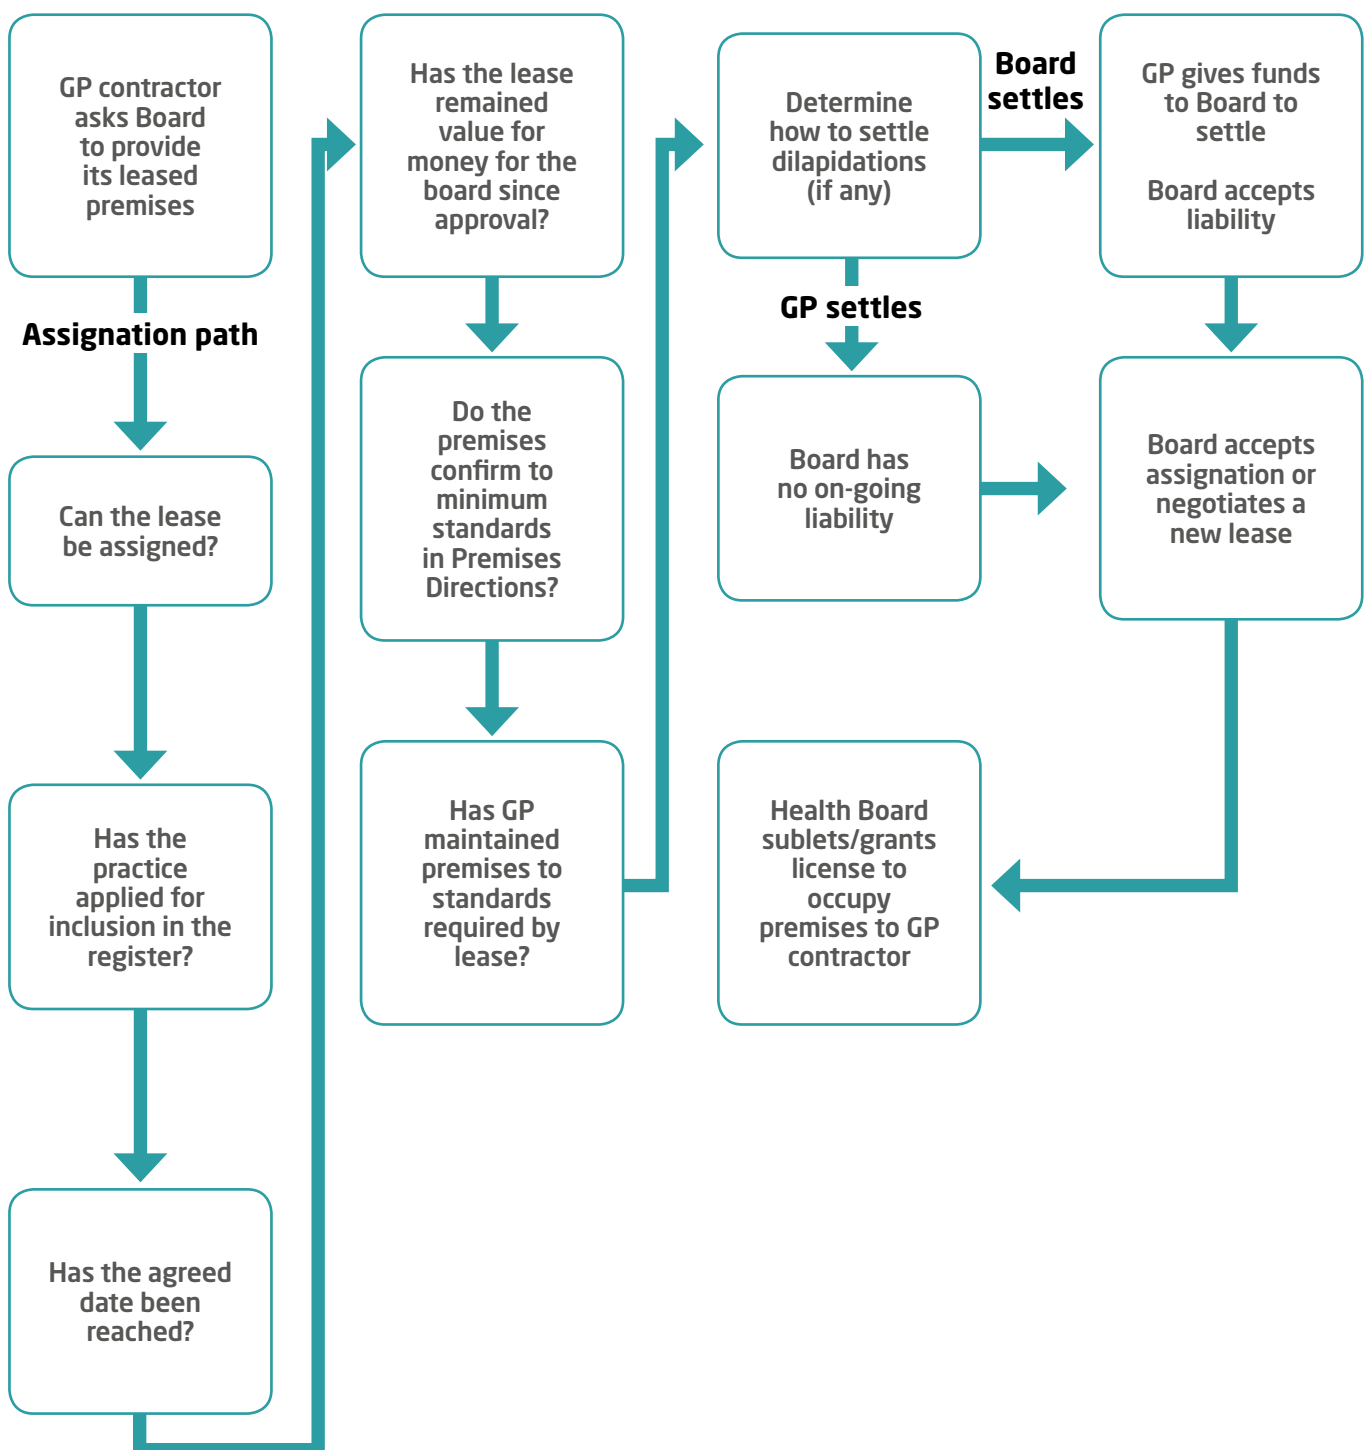 GP contractor
asks Board
to provide
its leased
premises
Assignation path
Can the lease
be assigned?
Has the
practice
applied for
inclusion in the
register?
Has the agreed
date been
reached?
Has the lease
remained
value for
money for the
board since
approval?
Do the
premises
confirm to
minimum
standards
in Premises
Directions?
Has GP
maintained
premises to
standards
required by
lease?
Determine
how to settle
dilapidations
(if any)
Board
settles
GP settles
GP gives funds
to Board to
settle
Board accepts
liability
Board has
no on-going
liability
Board accepts
assignation or
negotiates a
new lease
Health Board
sublets/grants
license to
occupy
premises to GP
contractor